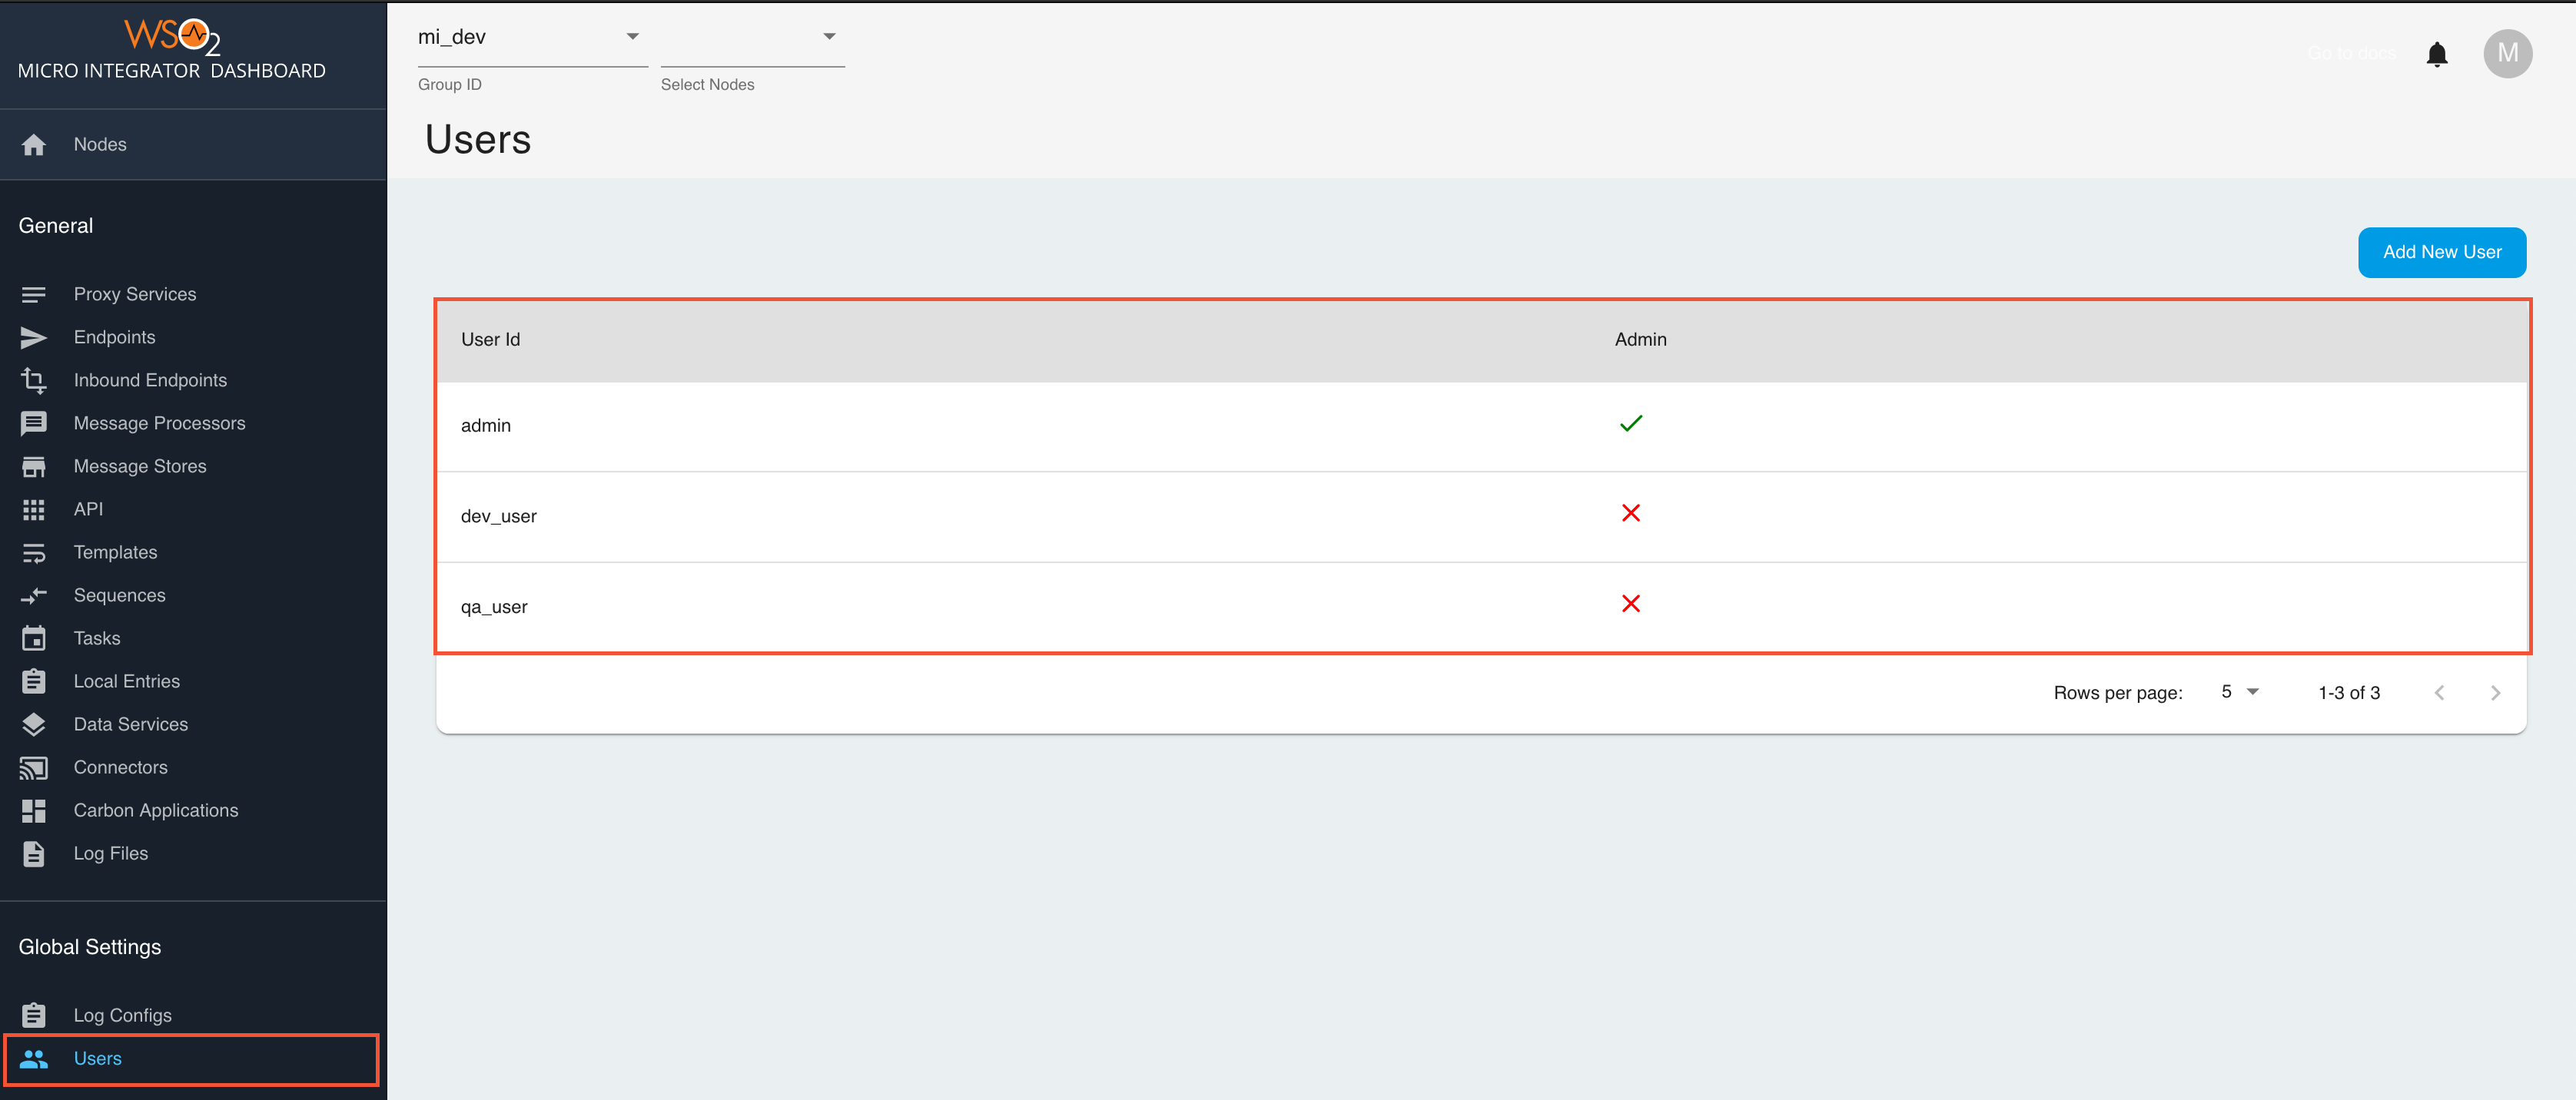 WSO2
MICRO INTEGRATOR DASHBOARD
Nodes
General
Proxy Services
Endpoints
Inbound Endpoints
Message Processors
Message Stores
API
Templates
Sequences
Tasks
Local Entries
Data Services
Connectors
Carbon Applications
Log Files
Global Settings
Log Configs
Users
mi_dev
Group ID
Select Nodes
Go to docs
M
Users
Add New User
User Id Admin
admin
dev_user
qa_user
Rows per page: 5 1-3 of 3